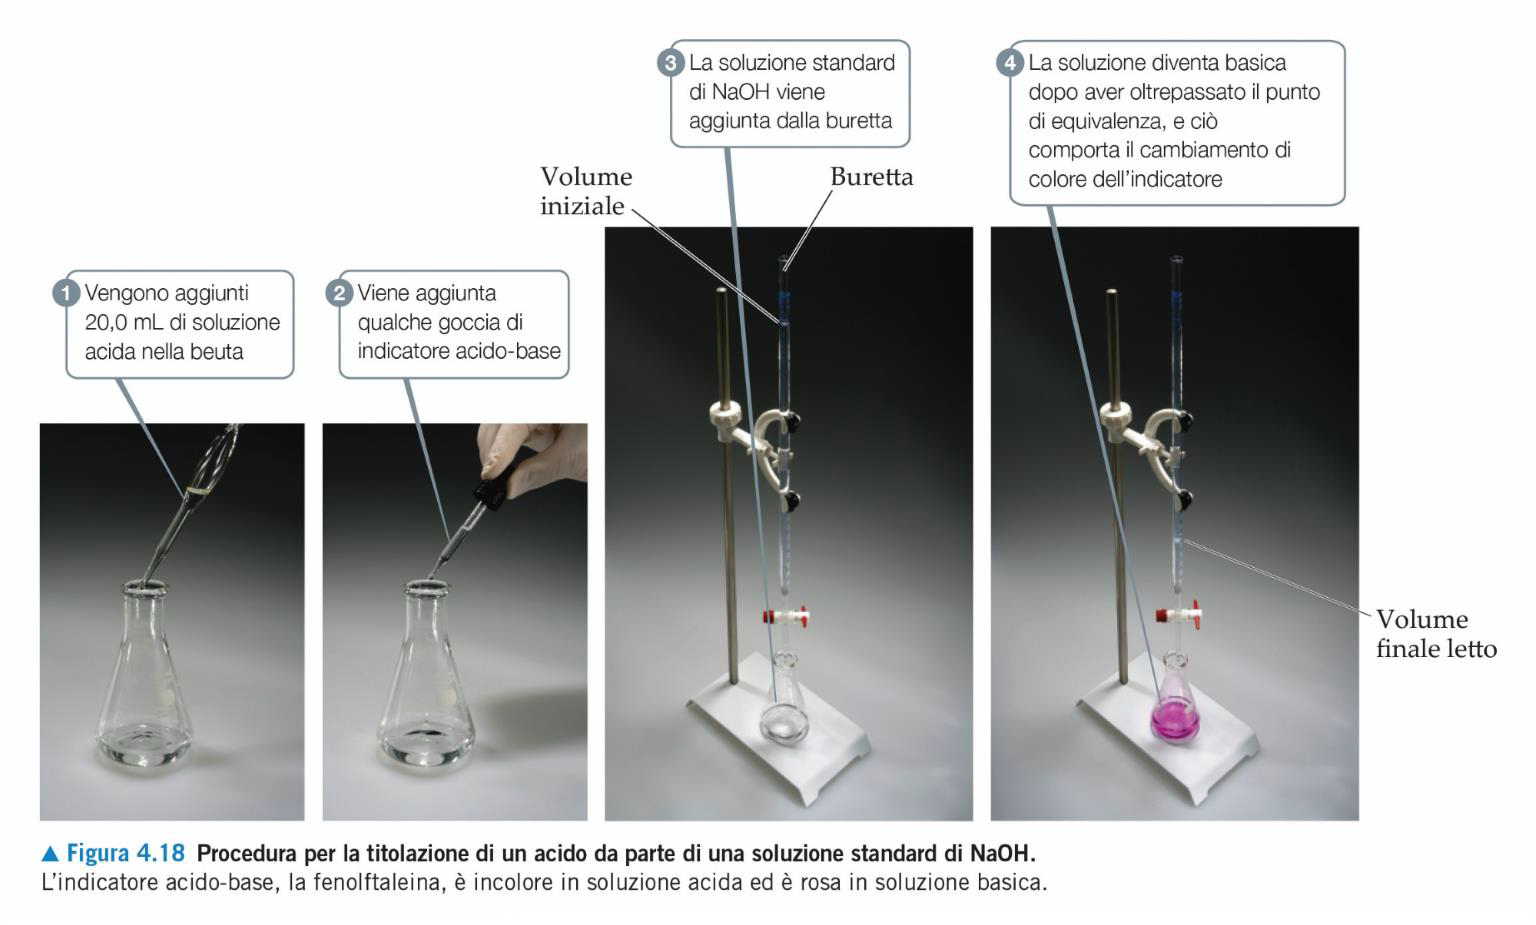 1 Vengono aggiunti
20,0 mL di soluzione
acida nella beuta
2 Viene aggiunta
qualche goccia di
indicatore acido-base
3 La soluzione standard
di NaOH viene
aggiunta dalla buretta
4 La soluzione diventa basica
dopo aver oltrepassato il punto
di equivalenza, e ciò
comporta il cambiamento di
colore dell'indicatore
Volume
iniziale
Buretta
Volume
finale letto
▲ Figura 4.18 Procedura per la titolazione di un acido da parte di una soluzione standard di NaOH.
L'indicatore acido-base, la fenolftaleina, è incolore in soluzione acida ed è rosa in soluzione basica.